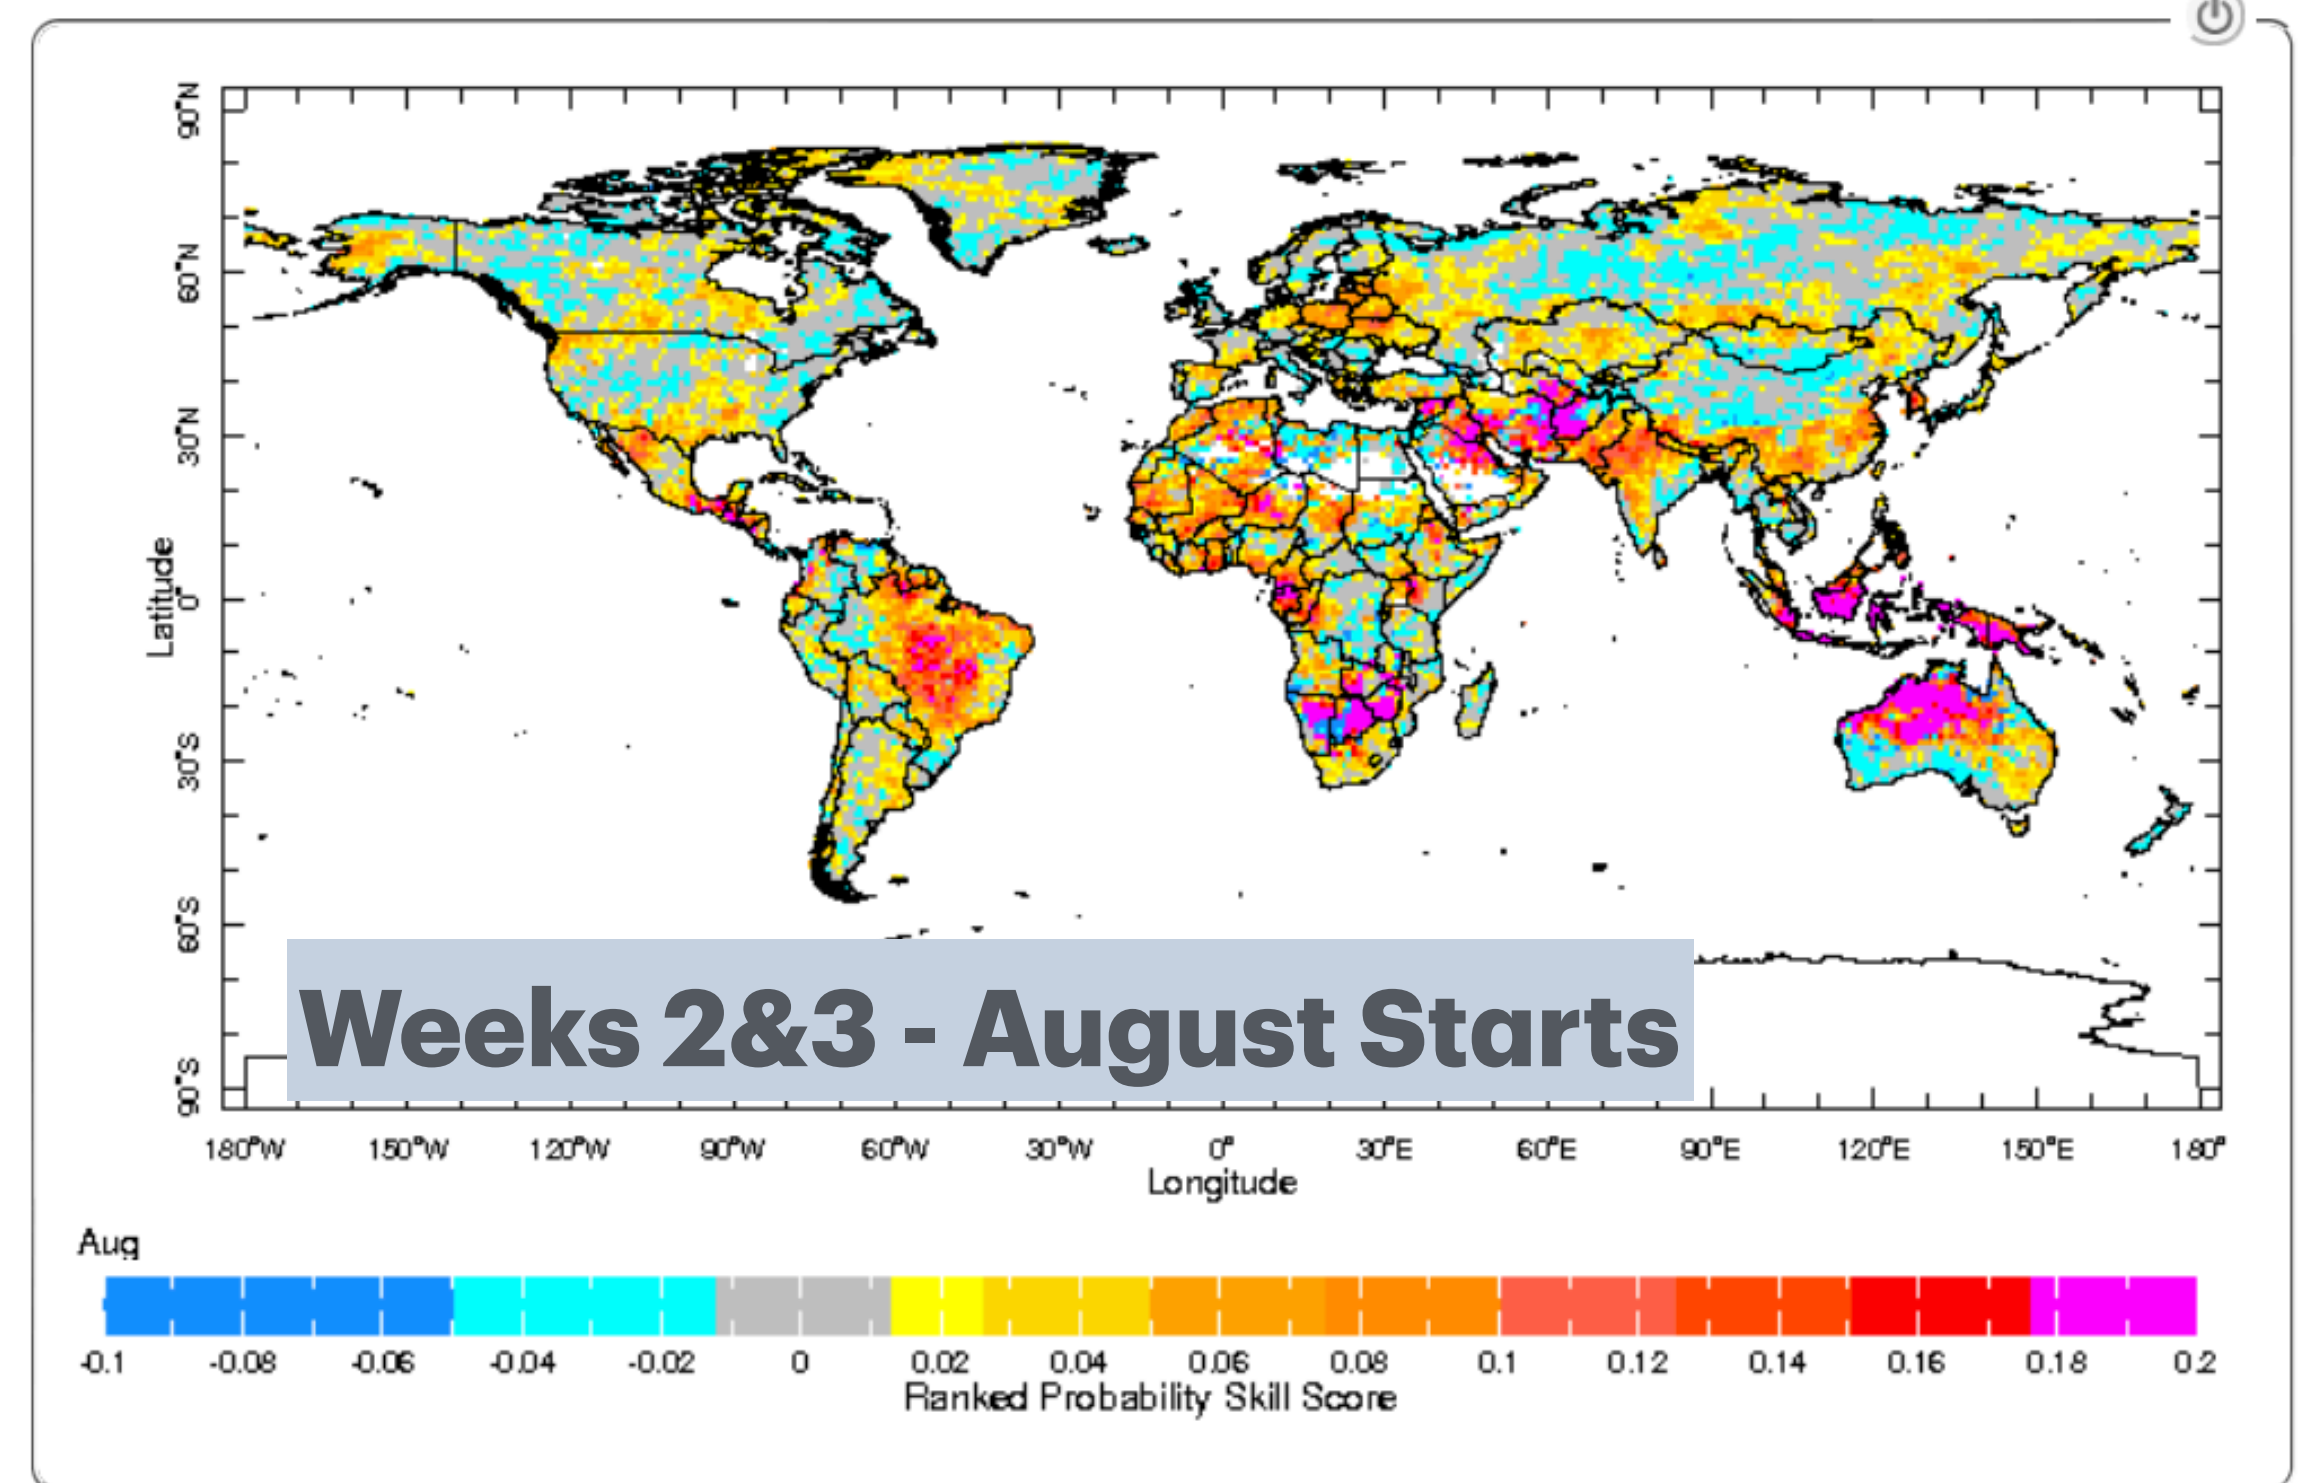 90°N
60°N
30°N
0°
30°S
60°S
90°S
Latitude
Weeks 2&3 - August Starts
180°W 150°W 120°W 90°W 60°W 30°W 0° 30°E 60°E 90°E 120°E 150°E 180°
Longitude
Aug
-0.1 -0.08 -0.06 -0.04 -0.02 0 0.02 0.04 0.06 0.08 0.1 0.12 0.14 0.16 0.18 0.2
Ranked Probability Skill Score